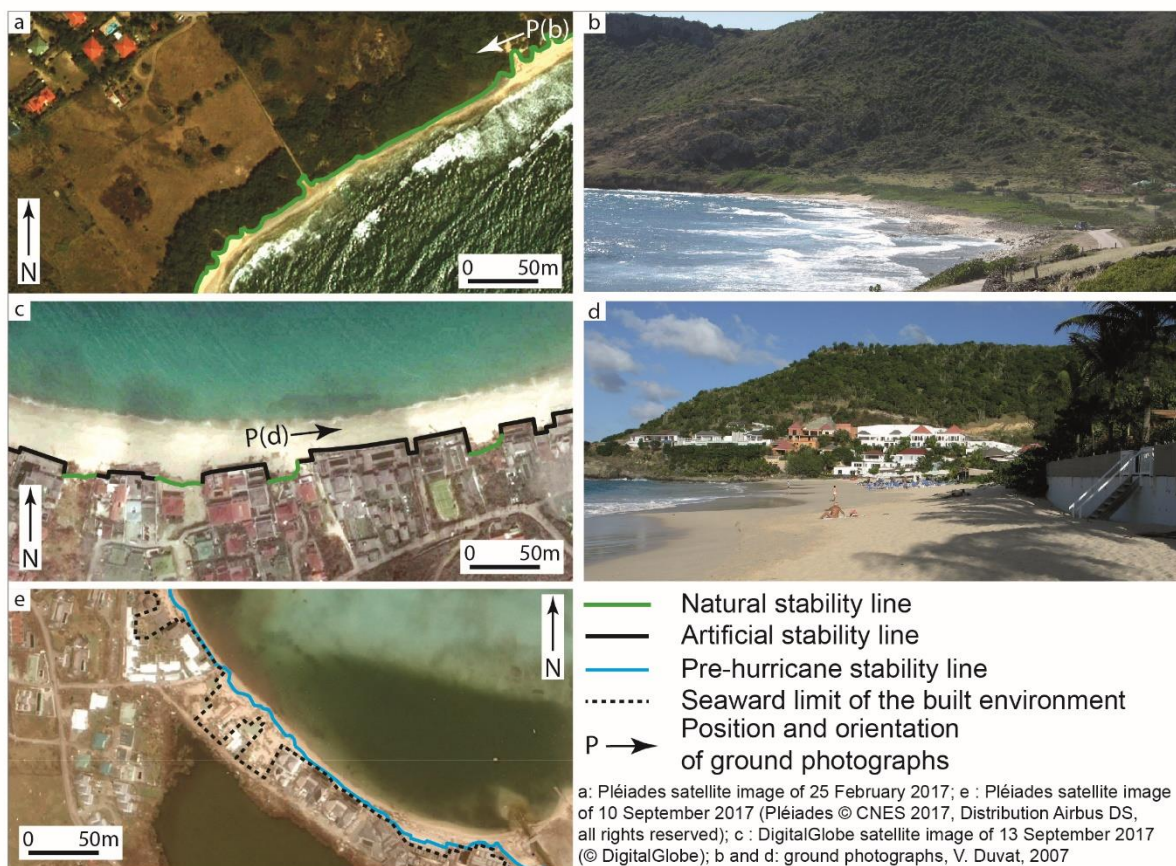 a
P(b)
N
0 50m
b
c
P(d)
N
0 50m
d
e
N
0 50m
Natural stability line
Artificial stability line
Pre-hurricane stability line
Seaward limit of the built environment
P
Position and orientation
of ground photographs
a: Pléiades satellite image of 25 February 2017; e : Pléiades satellite image
of 10 September 2017 (Pléiades © CNES 2017, Distribution Airbus DS,
all rights reserved); c : DigitalGlobe satellite image of 13 September 2017
(© DigitalGlobe); b and d: ground photographs, V. Duvat, 2007